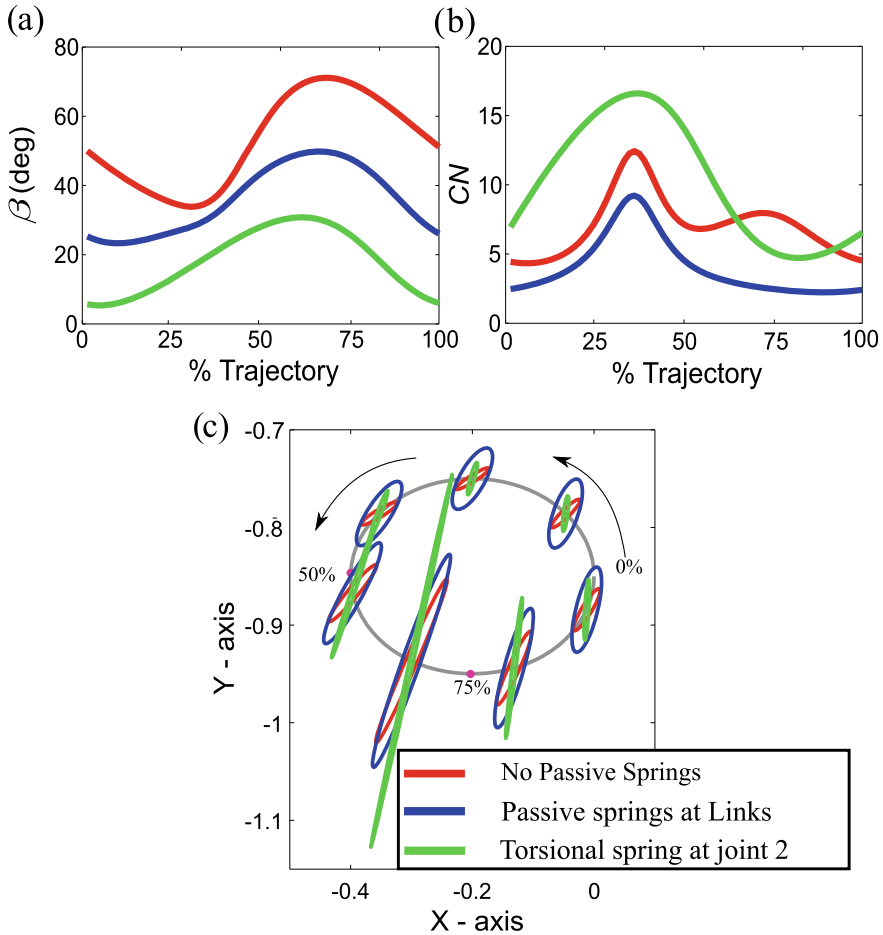 (a)
80
60
40
20
0
β (deg)
0
25
50
75
100
% Trajectory
(b)
20
15
10
5
0
CN
0
25
50
75
100
% Trajectory
(c)
-0.7
-0.8
-0.9
-1
-1.1
Y - axis
0%
50%
75%
No Passive Springs
Passive springs at Links
Torsional spring at joint 2
-0.4
-0.2
0
X - axis